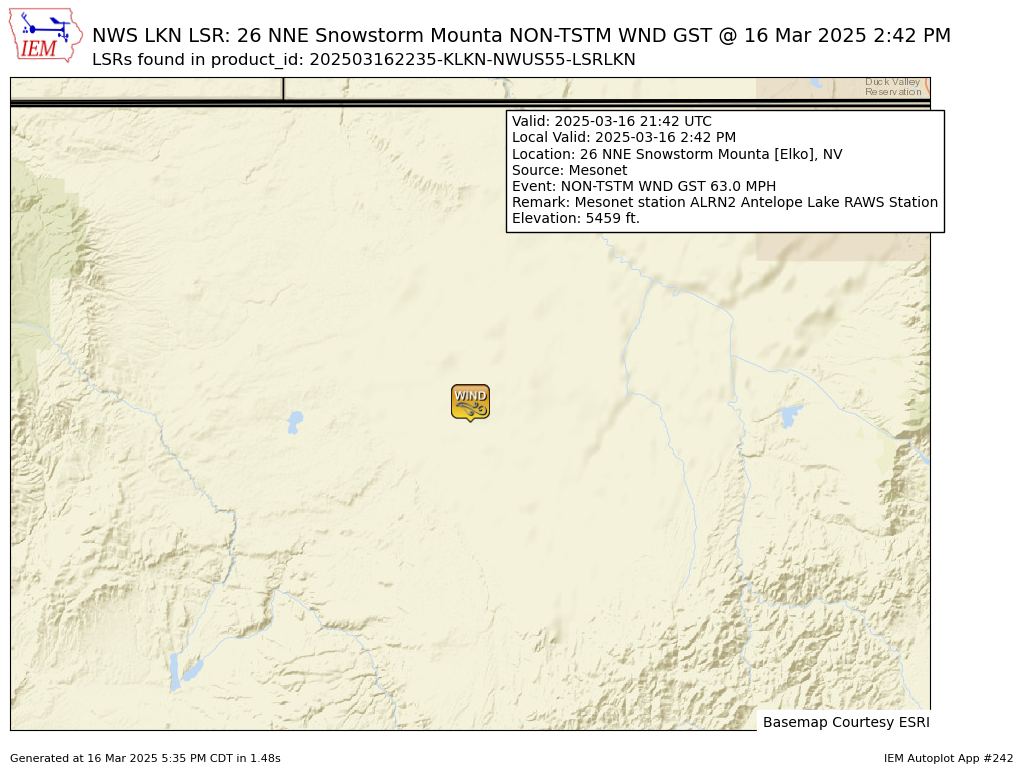 IEM
NWS LKN LSR: 26 NNE Snowstorm Mounta NON-TSTM WND GST @ 16 Mar 2025 2:42 PM
LSRs found in product_id: 202503162235-KLKN-NWUS55-LSRLKN
Duck Valley
Reservation
Valid: 2025-03-16 21:42 UTC
Local Valid: 2025-03-16 2:42 PM
Location: 26 NNE Snowstorm Mounta [Elko], NV
Source: Mesonet
Event: NON-TSTM WND GST 63.0 MPH
Remark: Mesonet station ALRN2 Antelope Lake RAWS Station
Elevation: 5459 ft.
WIND
Basemap Courtesy ESRI
Generated at 16 Mar 2025 5:35 PM CDT in 1.48s
IEM Autoplot App #242